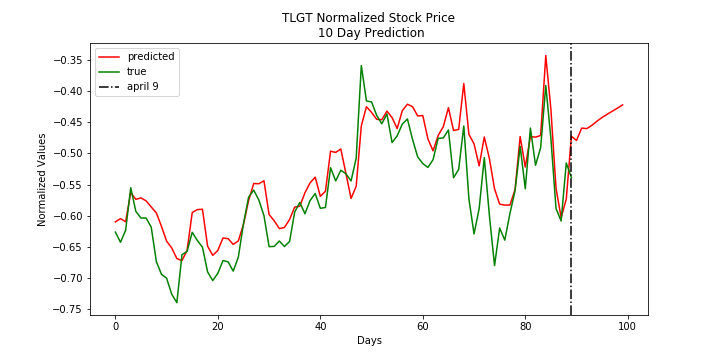 TLGT Normalized Stock Price
10 Day Prediction
predicted
true
april 9
Normalized Values
−0.35
−0.40
−0.45
−0.50
−0.55
−0.60
−0.65
−0.70
−0.75
0
20
40
60
80
100
Days